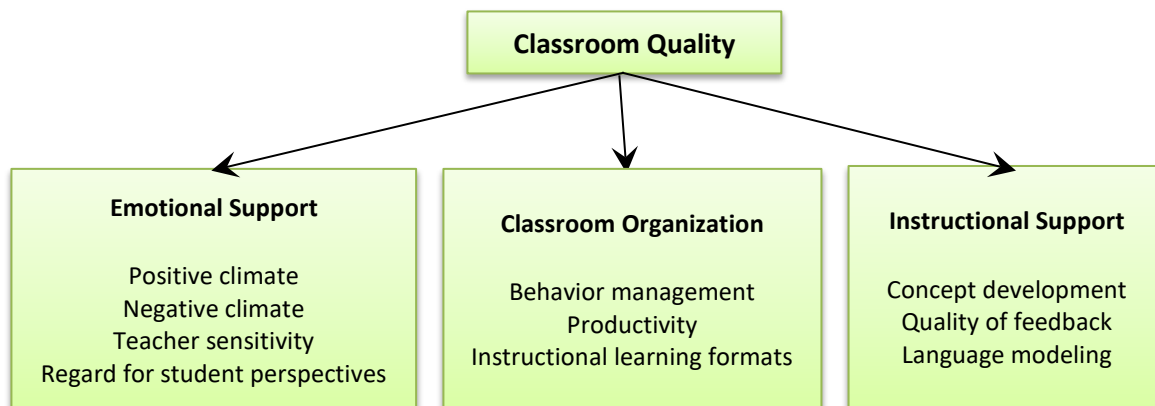 Classroom Quality
Emotional Support
Positive climate
Negative climate
Teacher sensitivity
Regard for student perspectives
Classroom Organization
Behavior management
Productivity
Instructional learning formats
Instructional Support
Concept development
Quality of feedback
Language modeling